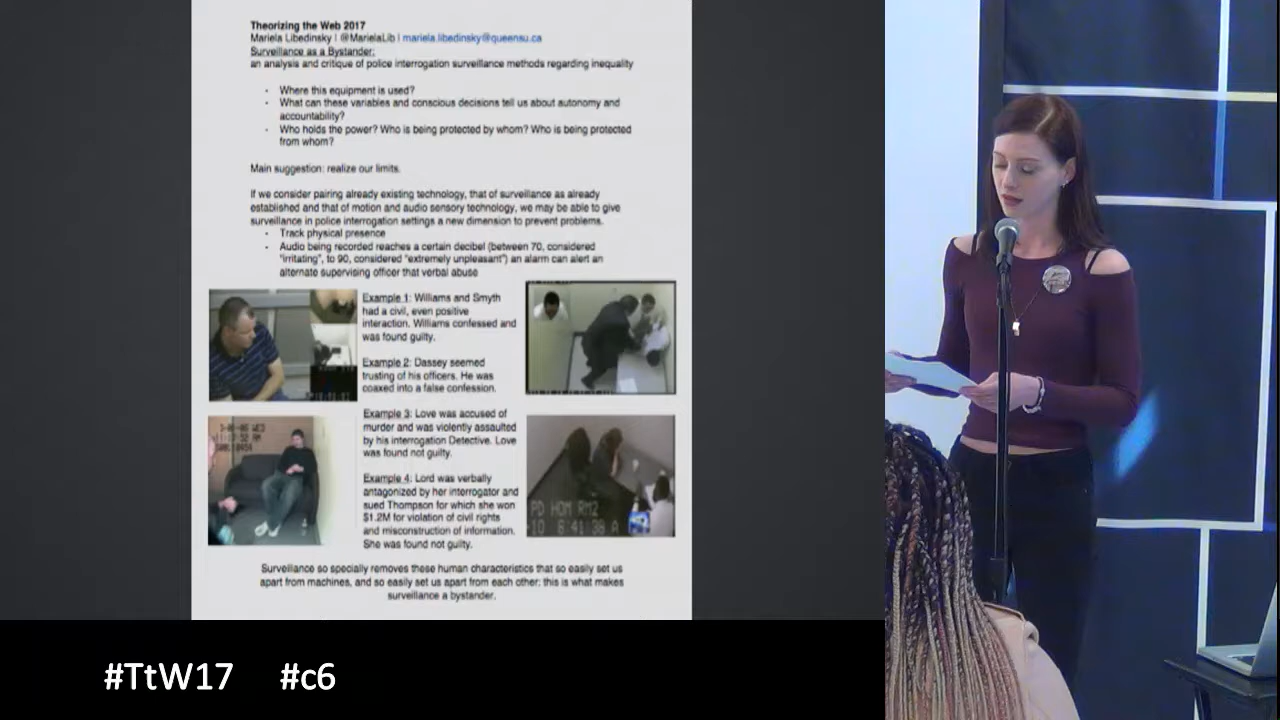 Theorizing the Web 2017
Mariela Libedinsky | @MarielaLib | mariela.libedinsky@queensu.ca
Surveillance as a Bystander:
an analysis and critique of police interrogation surveillance methods regarding inequality
- Where this equipment is used?
- What can these variables and conscious decisions tell us about autonomy and
accountability?
- Who holds the power? Who is being protected by whom? Who is being protected
from whom?
Main suggestion: realize our limits.
If we consider pairing already existing technology, that of surveillance as already
established and that of motion and audio sensory technology, we may be able to give
surveillance in police interrogation settings a new dimension to prevent problems.
- Track physical presence
- Audio being recorded reaches a certain decibel (between 70, considered
"irritating", to 90, considered "extremely unpleasant") an alarm can alert an
alternate supervising officer that verbal abuse
Example 1: Williams and Smyth
had a civil, even positive
interaction. Williams confessed and
was found guilty.
Example 2: Dassey seemed
trusting of his officers. He was
coaxed into a false confession.
Example 3: Love was accused of
murder and was violently assaulted
by his interrogation Detective. Love
was found not guilty.
Example 4: Lord was verbally
antagonized by her interrogator and
sued Thompson for which she won
$1.2M for violation of civil rights
and misconstruction of information.
She was found not guilty.
PD HOM RM2
10 6:41:38 A
Surveillance so specially removes these human characteristics that so easily set us
apart from machines, and so easily set us apart from each other: this is what makes
surveillance a bystander.
#TtW17 #c6